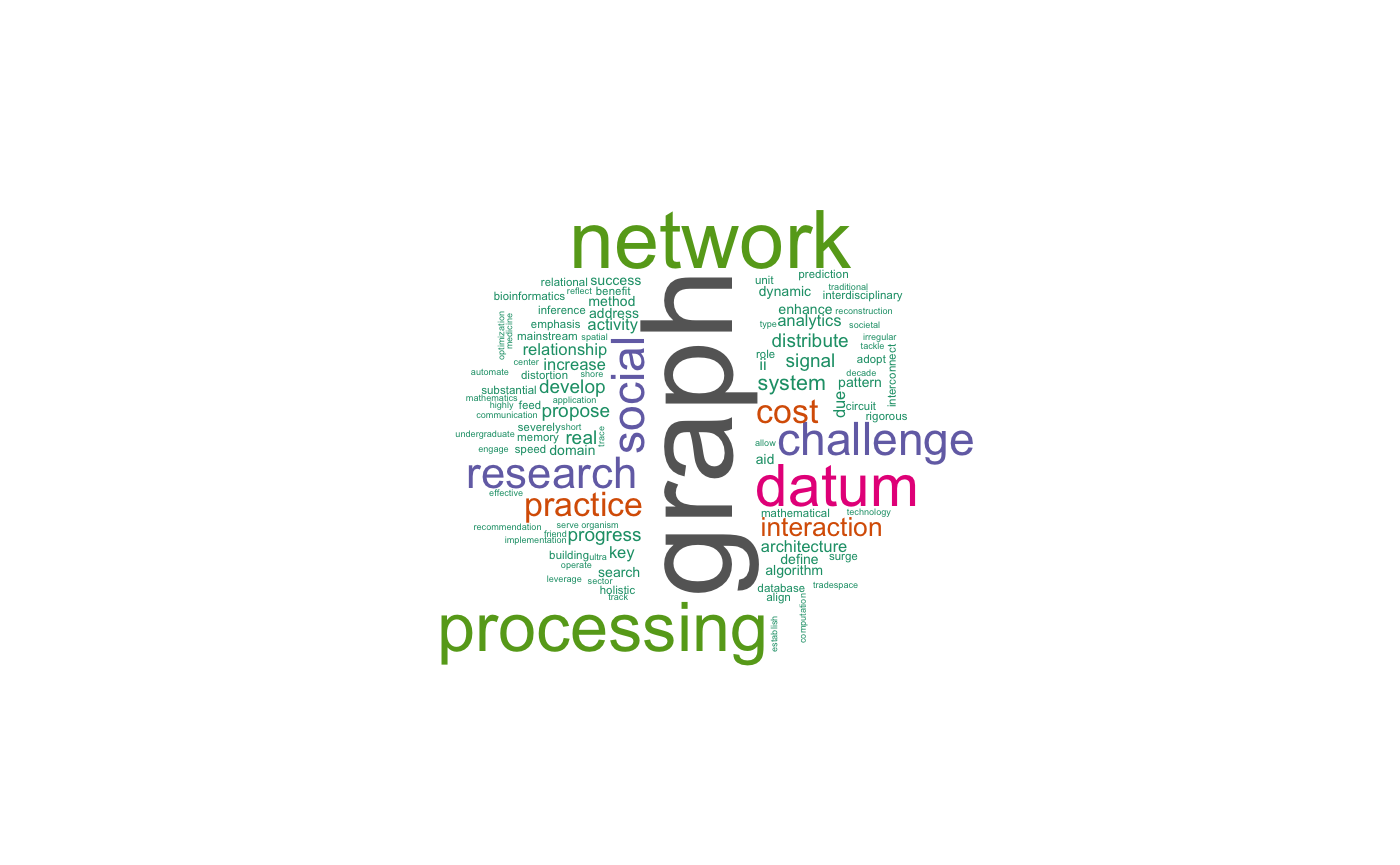 network
relational
success
unit
prediction
bioinformatics
reflect
benefit
dynamic
traditional
interdisciplinary
method
inference
address
enhance
reconstruction
optimization
medicine
emphasis
activity
type
analytics
societal
mainstream
spatial
distribute
irregular
tackle
relationship
social
graph
role
signal
adopt
interconnect
center
increase
ii
automate
distortion
shore
decade
substantial
develop
system
pattern
mathematics
highly
feed
application
due
circuit
communication
propose
cost
rigorous
severely
short
undergraduate
memory
real
trace
allow
challenge
engage
speed
domain
aid
research
datum
effective
practice
mathematical
technology
recommendation
serve
organism
interaction
implementation
friend
progress
architecture
building
ultra
key
define
surge
operate
search
algorithm
leverage
sector
holistic
track
database
tradespace
align
computation
establish
processing